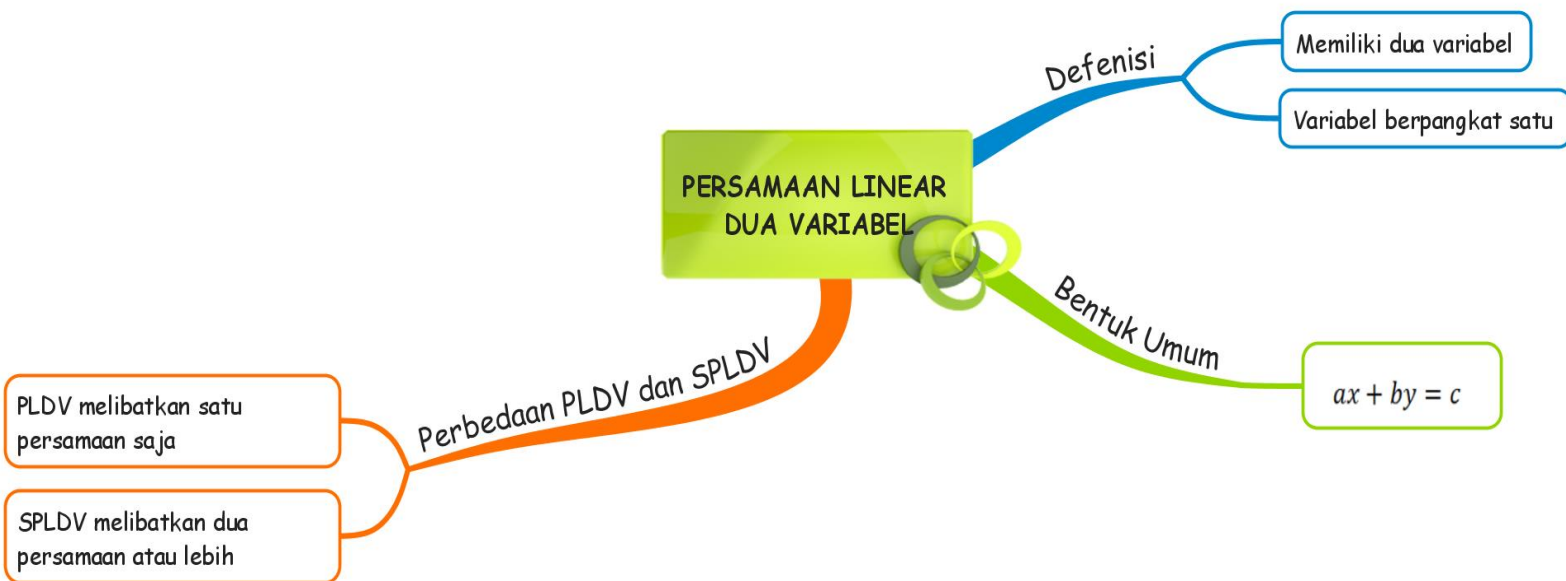 PERSAMAAN LINEAR
DUA VARIABEL
Defenisi
Memiliki dua variabel
Variabel berpangkat satu
Bentuk Umum
ax + by = c
Perbedaan PLDV dan SPLDV
PLDV melibatkan satu
persamaan saja
SPLDV melibatkan dua
persamaan atau lebih